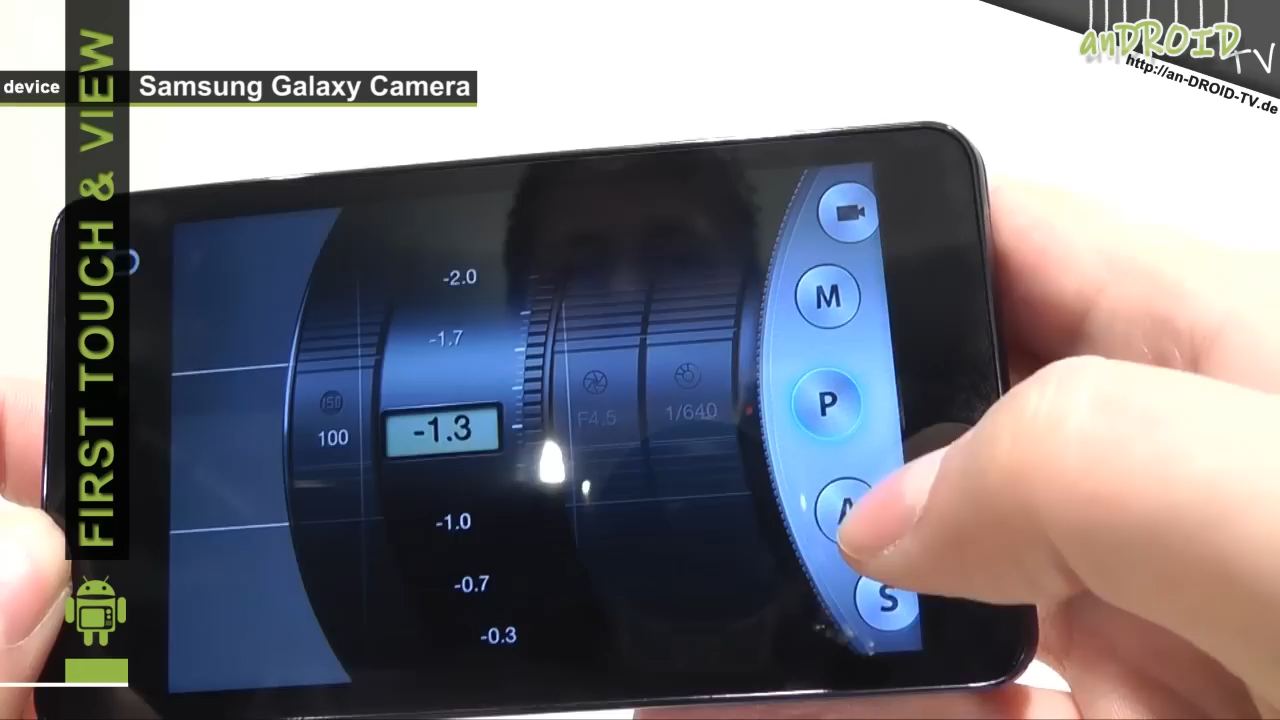 anDROID TV
http://an-DROID-TV.de
device
Samsung Galaxy Camera
FIRST TOUCH & VIEW
-2.0
-1.7
-1.3
-1.0
-0.7
-0.3
ISO
100
F4.5
1/640
M
P
A
S